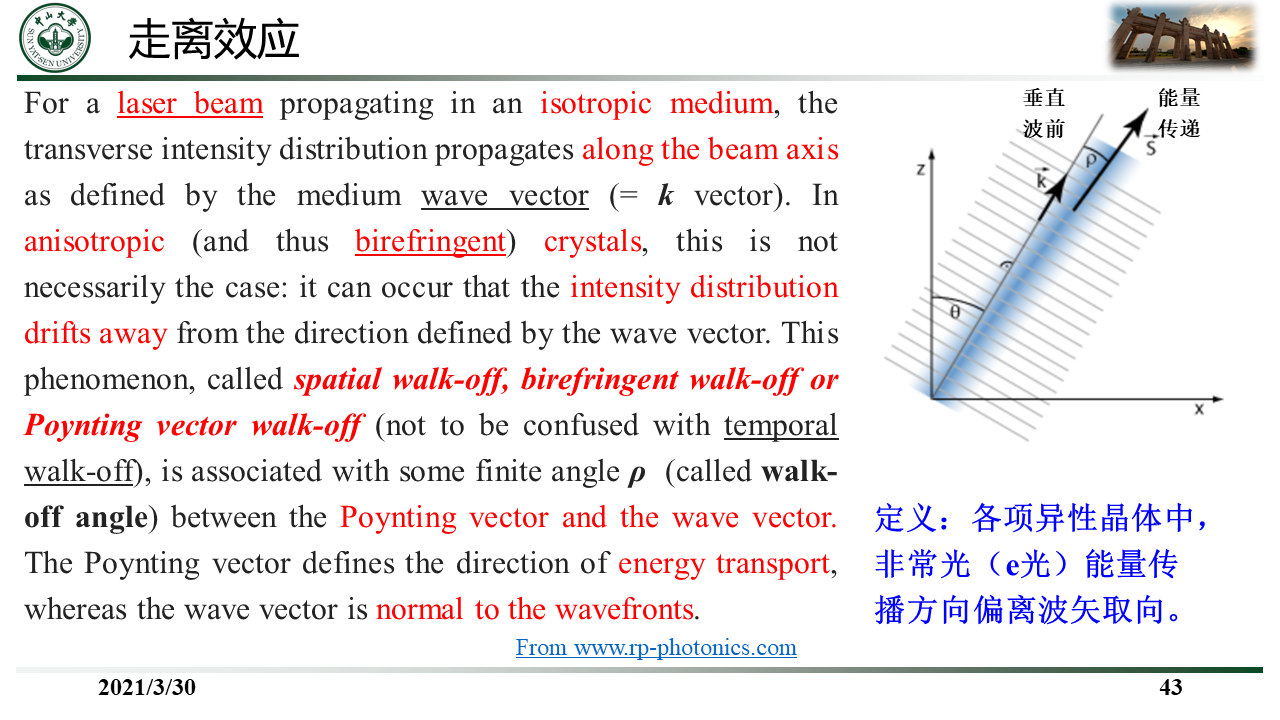 中山大学
SUN YAT-SEN UNIVERSITY
走离效应
For a laser beam propagating in an isotropic medium, the
transverse intensity distribution propagates along the beam axis
as defined by the medium wave vector (= k vector). In
anisotropic (and thus birefringent) crystals, this is not
necessarily the case: it can occur that the intensity distribution
drifts away from the direction defined by the wave vector. This
phenomenon, called spatial walk-off, birefringent walk-off or
Poynting vector walk-off (not to be confused with temporal
walk-off), is associated with some finite angle ρ (called walk-
off angle) between the Poynting vector and the wave vector.
The Poynting vector defines the direction of energy transport,
whereas the wave vector is normal to the wavefronts.
From www.rp-photonics.com
垂直
波前
能量
传递
z
k
ρ
S
θ
x
定义：各项异性晶体中，
非常光（e光）能量传
播方向偏离波矢取向。
2021/3/30
43